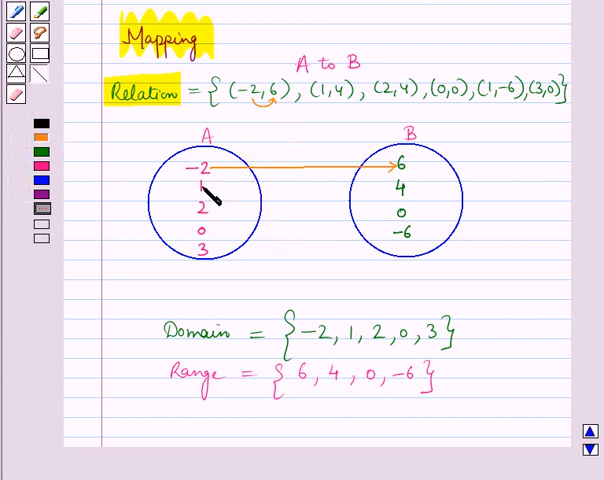 Mapping
A to B
Relation = { (-2,6), (1,4), (2,4), (0,0), (1,-6), (3,0)}
A B
-2 6
1 4
2 0
0 -6
3
Domain = { -2, 1, 2, 0, 3 }
Range = { 6, 4, 0, -6 }